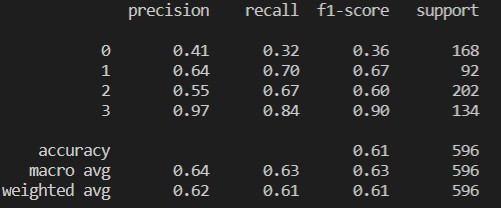 precision recall f1-score support
0 0.41 0.32 0.36 168
1 0.64 0.70 0.67 92
2 0.55 0.67 0.60 202
3 0.97 0.84 0.90 134
accuracy 0.61 596
macro avg 0.64 0.63 0.63 596
weighted avg 0.62 0.61 0.61 596